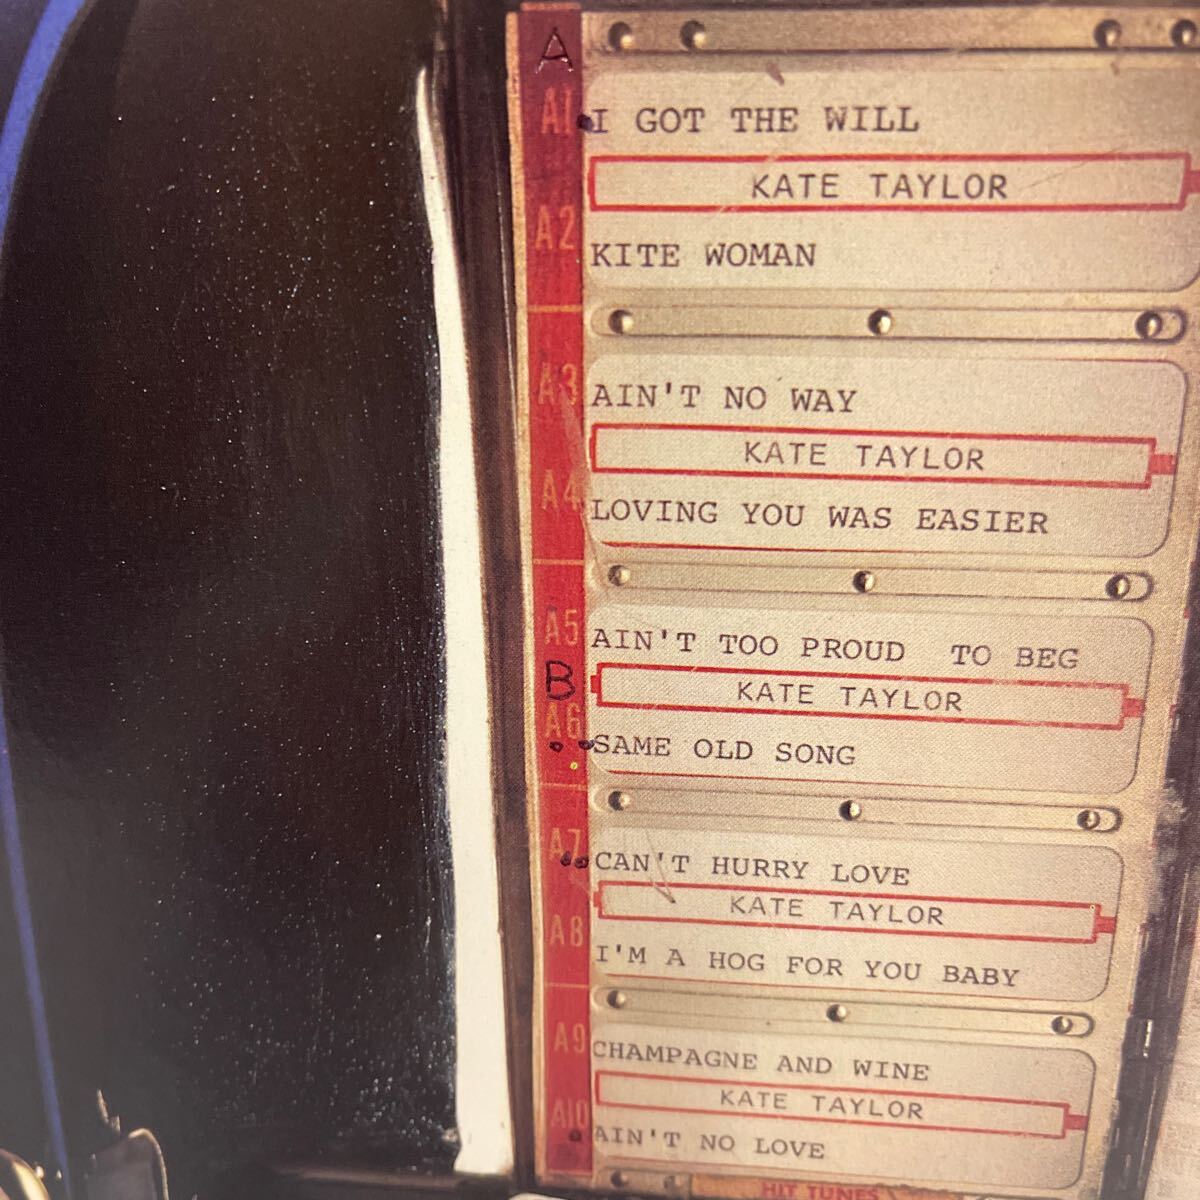 A
A1 I GOT THE WILL
KATE TAYLOR
A2 KITE WOMAN
A3 AIN'T NO WAY
KATE TAYLOR
A4 LOVING YOU WAS EASIER
A5 AIN'T TOO PROUD TO BEG
B KATE TAYLOR
A6 SAME OLD SONG
A7 CAN'T HURRY LOVE
KATE TAYLOR
A8 I'M A HOG FOR YOU BABY
A9 CHAMPAGNE AND WINE
KATE TAYLOR
A10 AIN'T NO LOVE
HIT TUNES